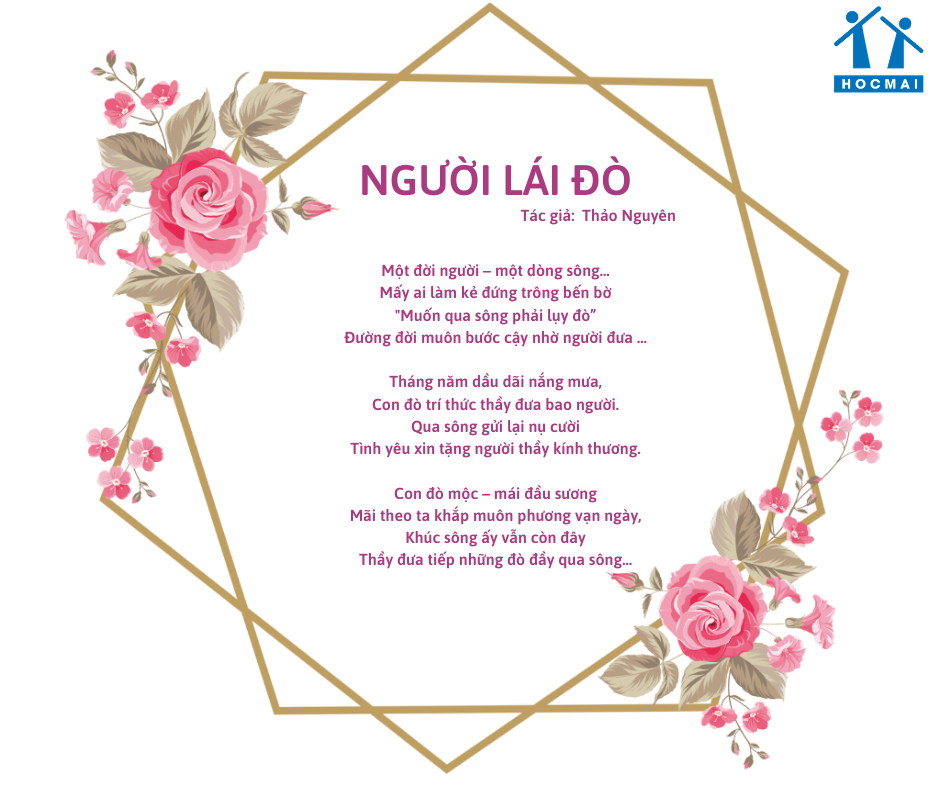 HOCMAI
NGƯỜI LÁI ĐÒ
Tác giả: Thảo Nguyên
Một đời người – một dòng sông...
Mấy ai làm kẻ đứng trông bến bờ
"Muốn qua sông phải lụy đò”
Đường đời muôn bước cậy nhờ người đưa ...
Tháng năm dầu dãi nắng mưa,
Con đò trí thức thầy đưa bao người.
Qua sông gửi lại nụ cười
Tình yêu xin tặng người thầy kính thương.
Con đò mộc – mái đầu sương
Mãi theo ta khắp muôn phương vạn ngày,
Khúc sông ấy vẫn còn đây
Thầy đưa tiếp những đò đầy qua sông...